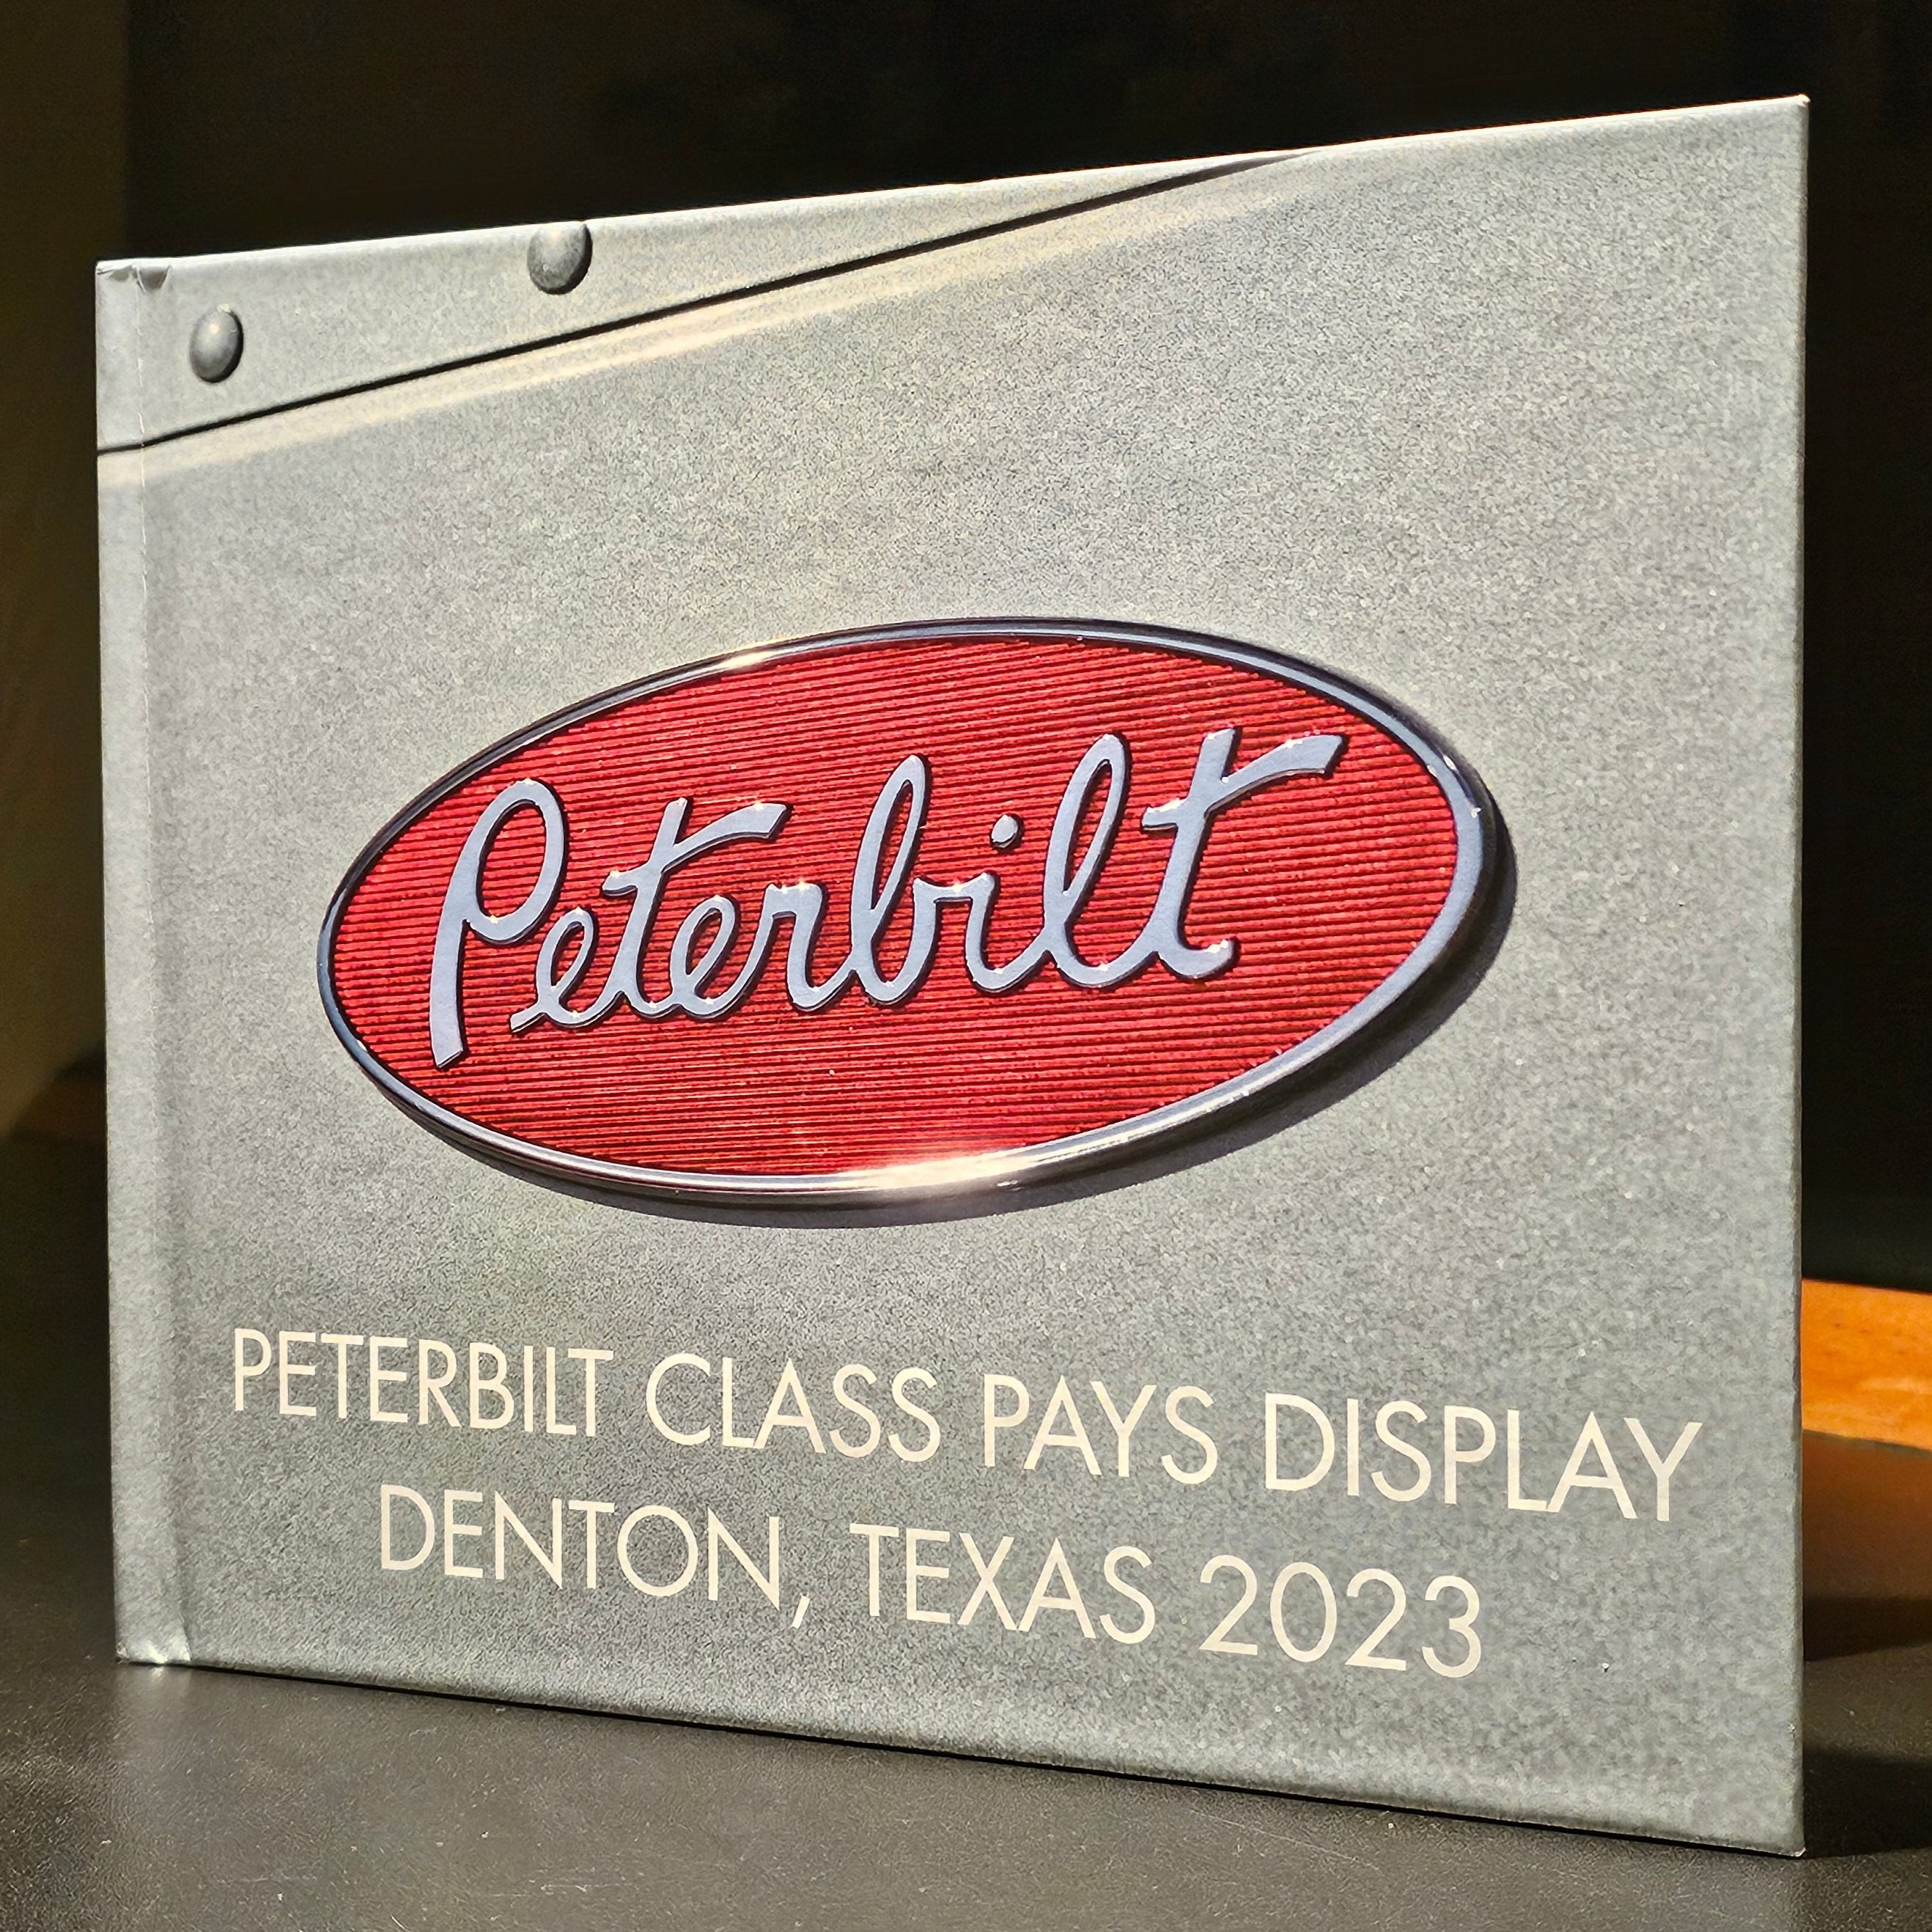 Peterbilt
PETERBILT CLASS PAYS DISPLAY
DENTON, TEXAS 2023